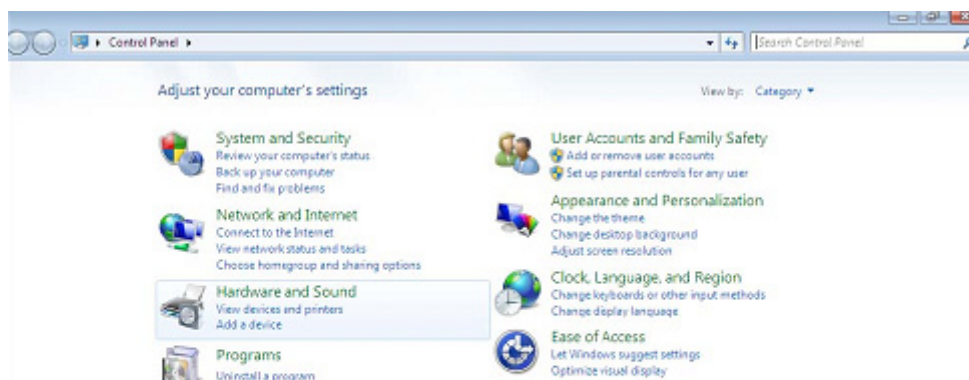 Control Panel
Search Control Panel
Adjust your computer's settings
View by: Category
System and Security
Review your computer's status
Back up your computer
Find and fix problems
Network and Internet
Connect to the Internet
View network status and tasks
Choose homegroup and sharing options
Hardware and Sound
View devices and printers
Add a device
Programs
Uninstall a program
User Accounts and Family Safety
Add or remove user accounts
Set up parental controls for any user
Appearance and Personalization
Change the theme
Change desktop background
Adjust screen resolution
Clock, Language, and Region
Change keyboards or other input methods
Change display language
Ease of Access
Let Windows suggest settings
Optimize visual display